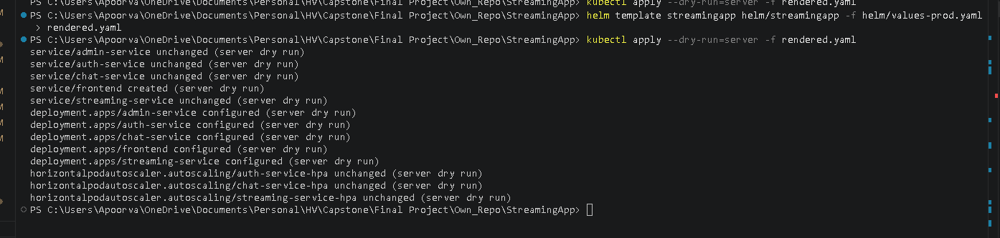 PS C:\Users\Apoorva\OneDrive\Documents\Personal\HV\Capstone\Final Project\Own_Repo\StreamingApp> kubectl apply --dry-run=server -f rendered.yaml
PS C:\Users\Apoorva\OneDrive\Documents\Personal\HV\Capstone\Final Project\Own_Repo\StreamingApp> helm template streamingapp helm/streamingapp -f helm/values-prod.yaml
> rendered.yaml
PS C:\Users\Apoorva\OneDrive\Documents\Personal\HV\Capstone\Final Project\Own_Repo\StreamingApp> kubectl apply --dry-run=server -f rendered.yaml
service/admin-service unchanged (server dry run)
service/auth-service unchanged (server dry run)
service/chat-service unchanged (server dry run)
service/frontend created (server dry run)
service/streaming-service unchanged (server dry run)
deployment.apps/admin-service configured (server dry run)
deployment.apps/auth-service configured (server dry run)
deployment.apps/chat-service configured (server dry run)
deployment.apps/frontend configured (server dry run)
deployment.apps/streaming-service configured (server dry run)
horizontalpodautoscaler.autoscaling/auth-service-hpa unchanged (server dry run)
horizontalpodautoscaler.autoscaling/chat-service-hpa unchanged (server dry run)
horizontalpodautoscaler.autoscaling/streaming-service-hpa unchanged (server dry run)
PS C:\Users\Apoorva\OneDrive\Documents\Personal\HV\Capstone\Final Project\Own_Repo\StreamingApp>